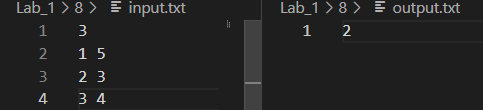 Lab_1 > 8 > input.txt
1 3
2 1 5
3 2 3
4 3 4
Lab_1 > 8 > output.txt
1 2